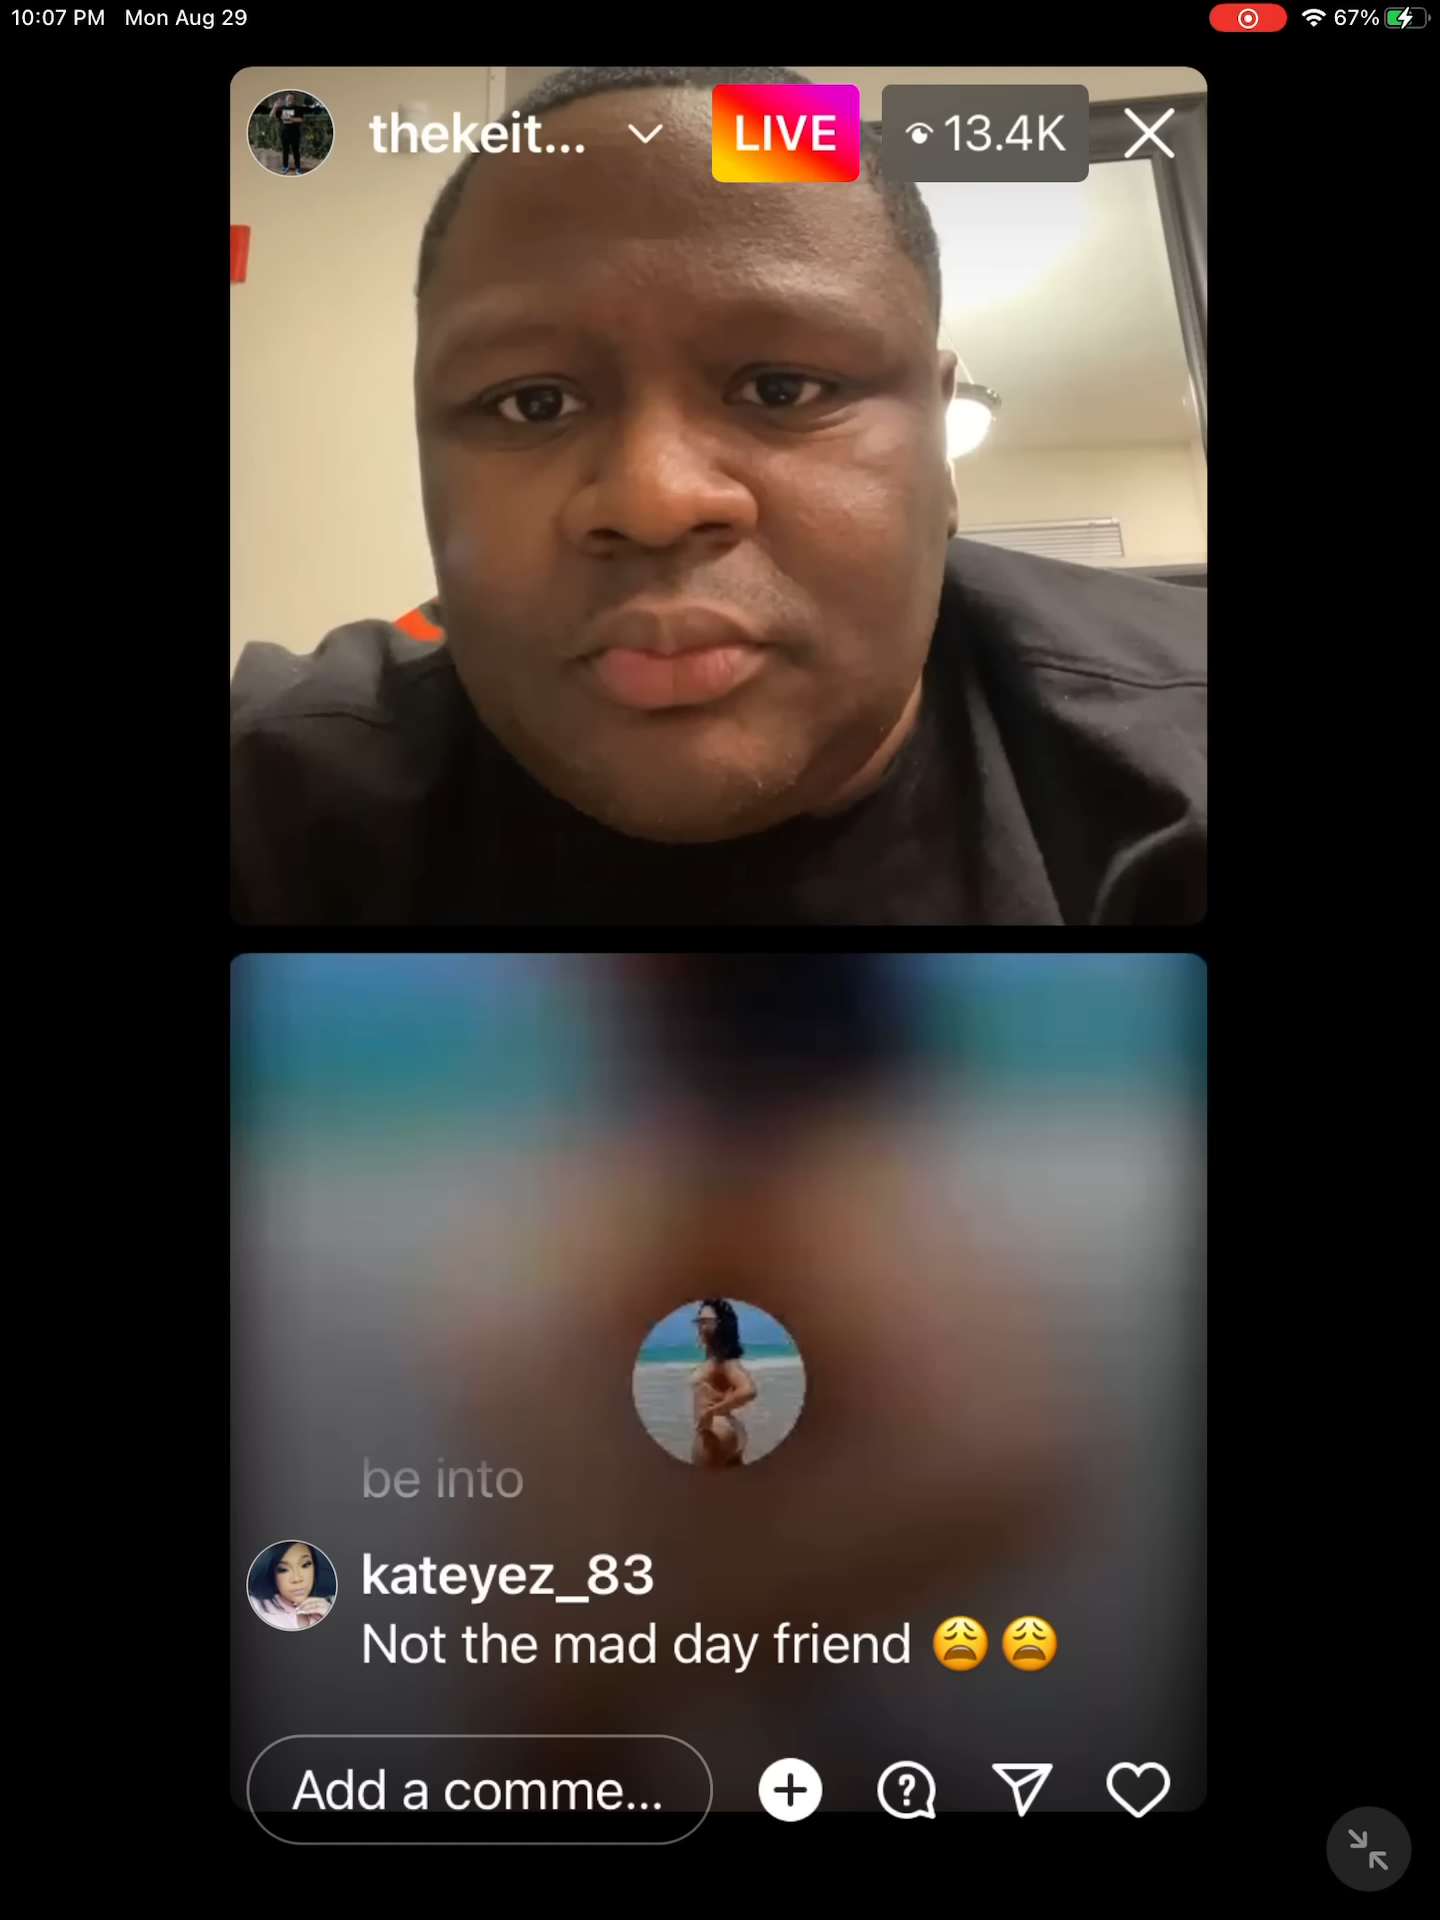 10:07 PM Mon Aug 29
67%
thekeit...
LIVE
13.4K
be into
kateyez_83
Not the mad day friend 😩😩
Add a comme...